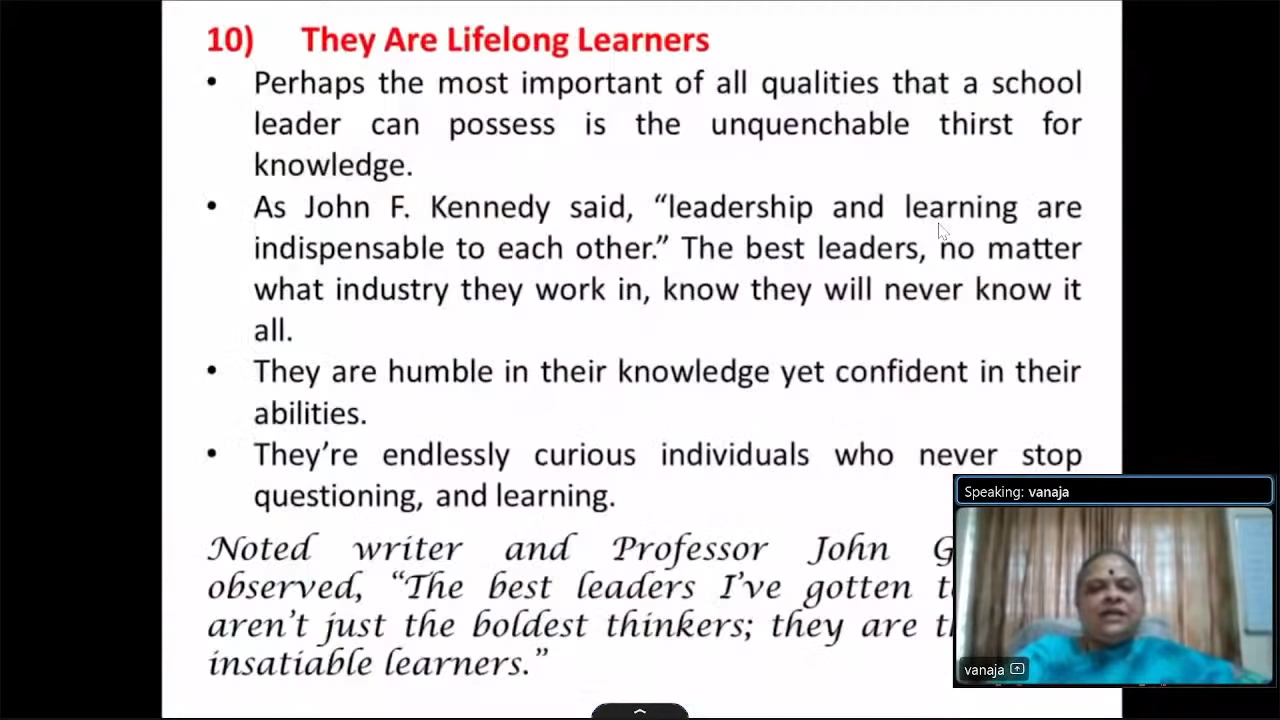 10) They Are Lifelong Learners
• Perhaps the most important of all qualities that a school
leader can possess is the unquenchable thirst for
knowledge.
• As John F. Kennedy said, “leadership and learning are
indispensable to each other.” The best leaders, no matter
what industry they work in, know they will never know it
all.
• They are humble in their knowledge yet confident in their
abilities.
• They’re endlessly curious individuals who never stop
questioning, and learning.
Noted writer and Professor John
observed, “The best leaders I’ve gotten
aren’t just the boldest thinkers; they are
insatiable learners.”
Speaking: vanaja
vanaja